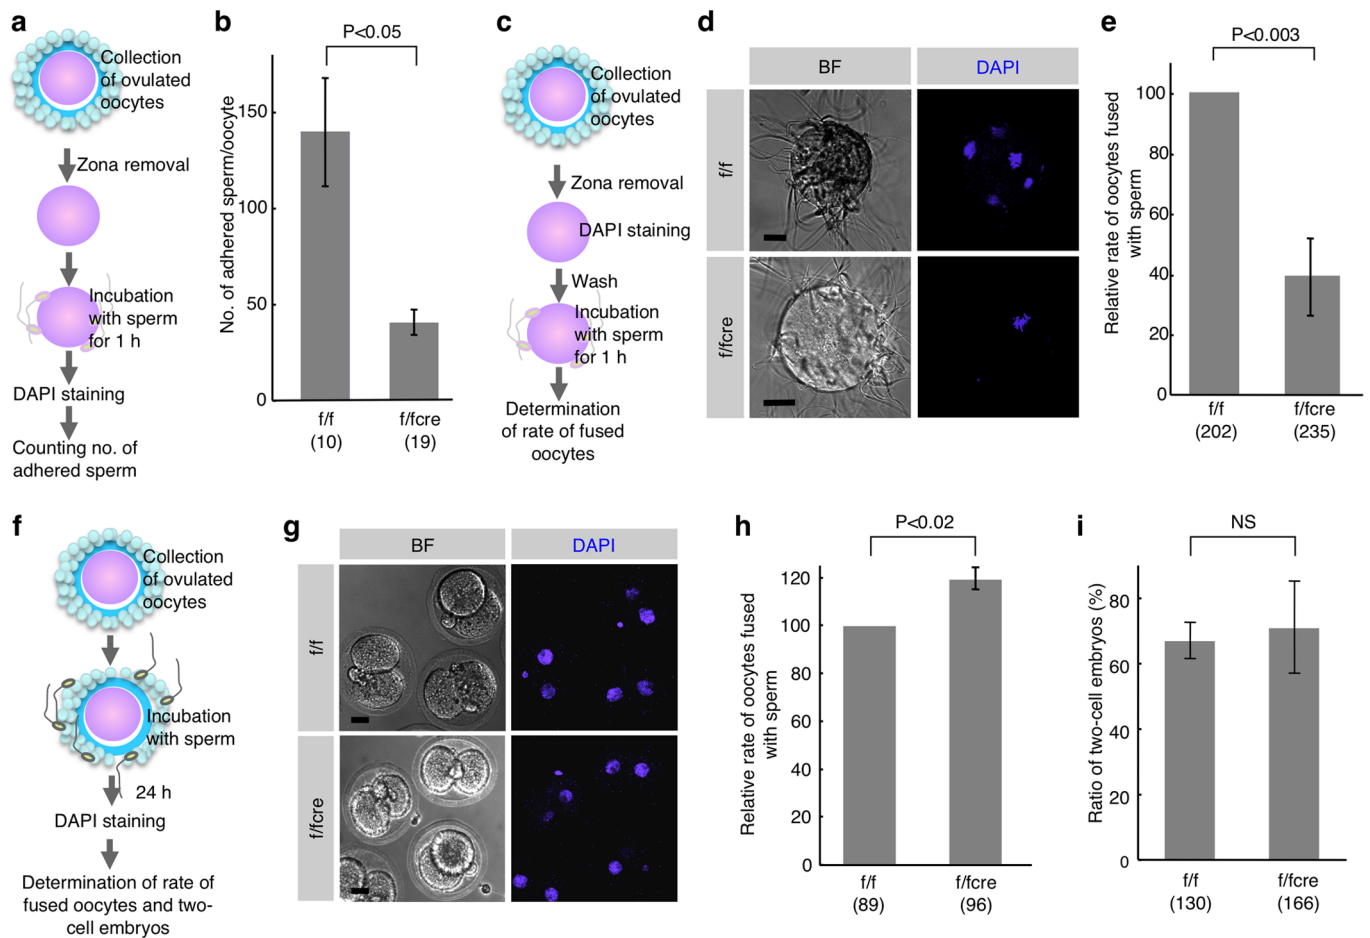 a
Collection
of ovulated
oocytes
Zona removal
Incubation
with sperm
for 1 h
DAPI staining
Counting no. of
adhered sperm
b
P<0.05
No. of adhered sperm/oocyte
150
100
50
0
f/f
(10)
f/fcre
(19)
c
Collection
of ovulated
oocytes
Zona removal
DAPI staining
Wash
Incubation
with sperm
for 1 h
Determination
of rate of fused
oocytes
d
BF
DAPI
f/f
f/fcre
e
P<0.003
Relative rate of oocytes fused
with sperm
100
80
60
40
20
0
f/f
(202)
f/fcre
(235)
f
Collection
of ovulated
oocytes
Incubation
with sperm
24 h
DAPI staining
Determination of rate of
fused oocytes and two-
cell embryos
g
BF
DAPI
f/f
f/fcre
h
P<0.02
Relative rate of oocytes fused
with sperm
120
100
80
60
40
20
0
f/f
(89)
f/fcre
(96)
i
NS
Ratio of two-cell embryos (%)
80
60
40
20
0
f/f
(130)
f/fcre
(166)